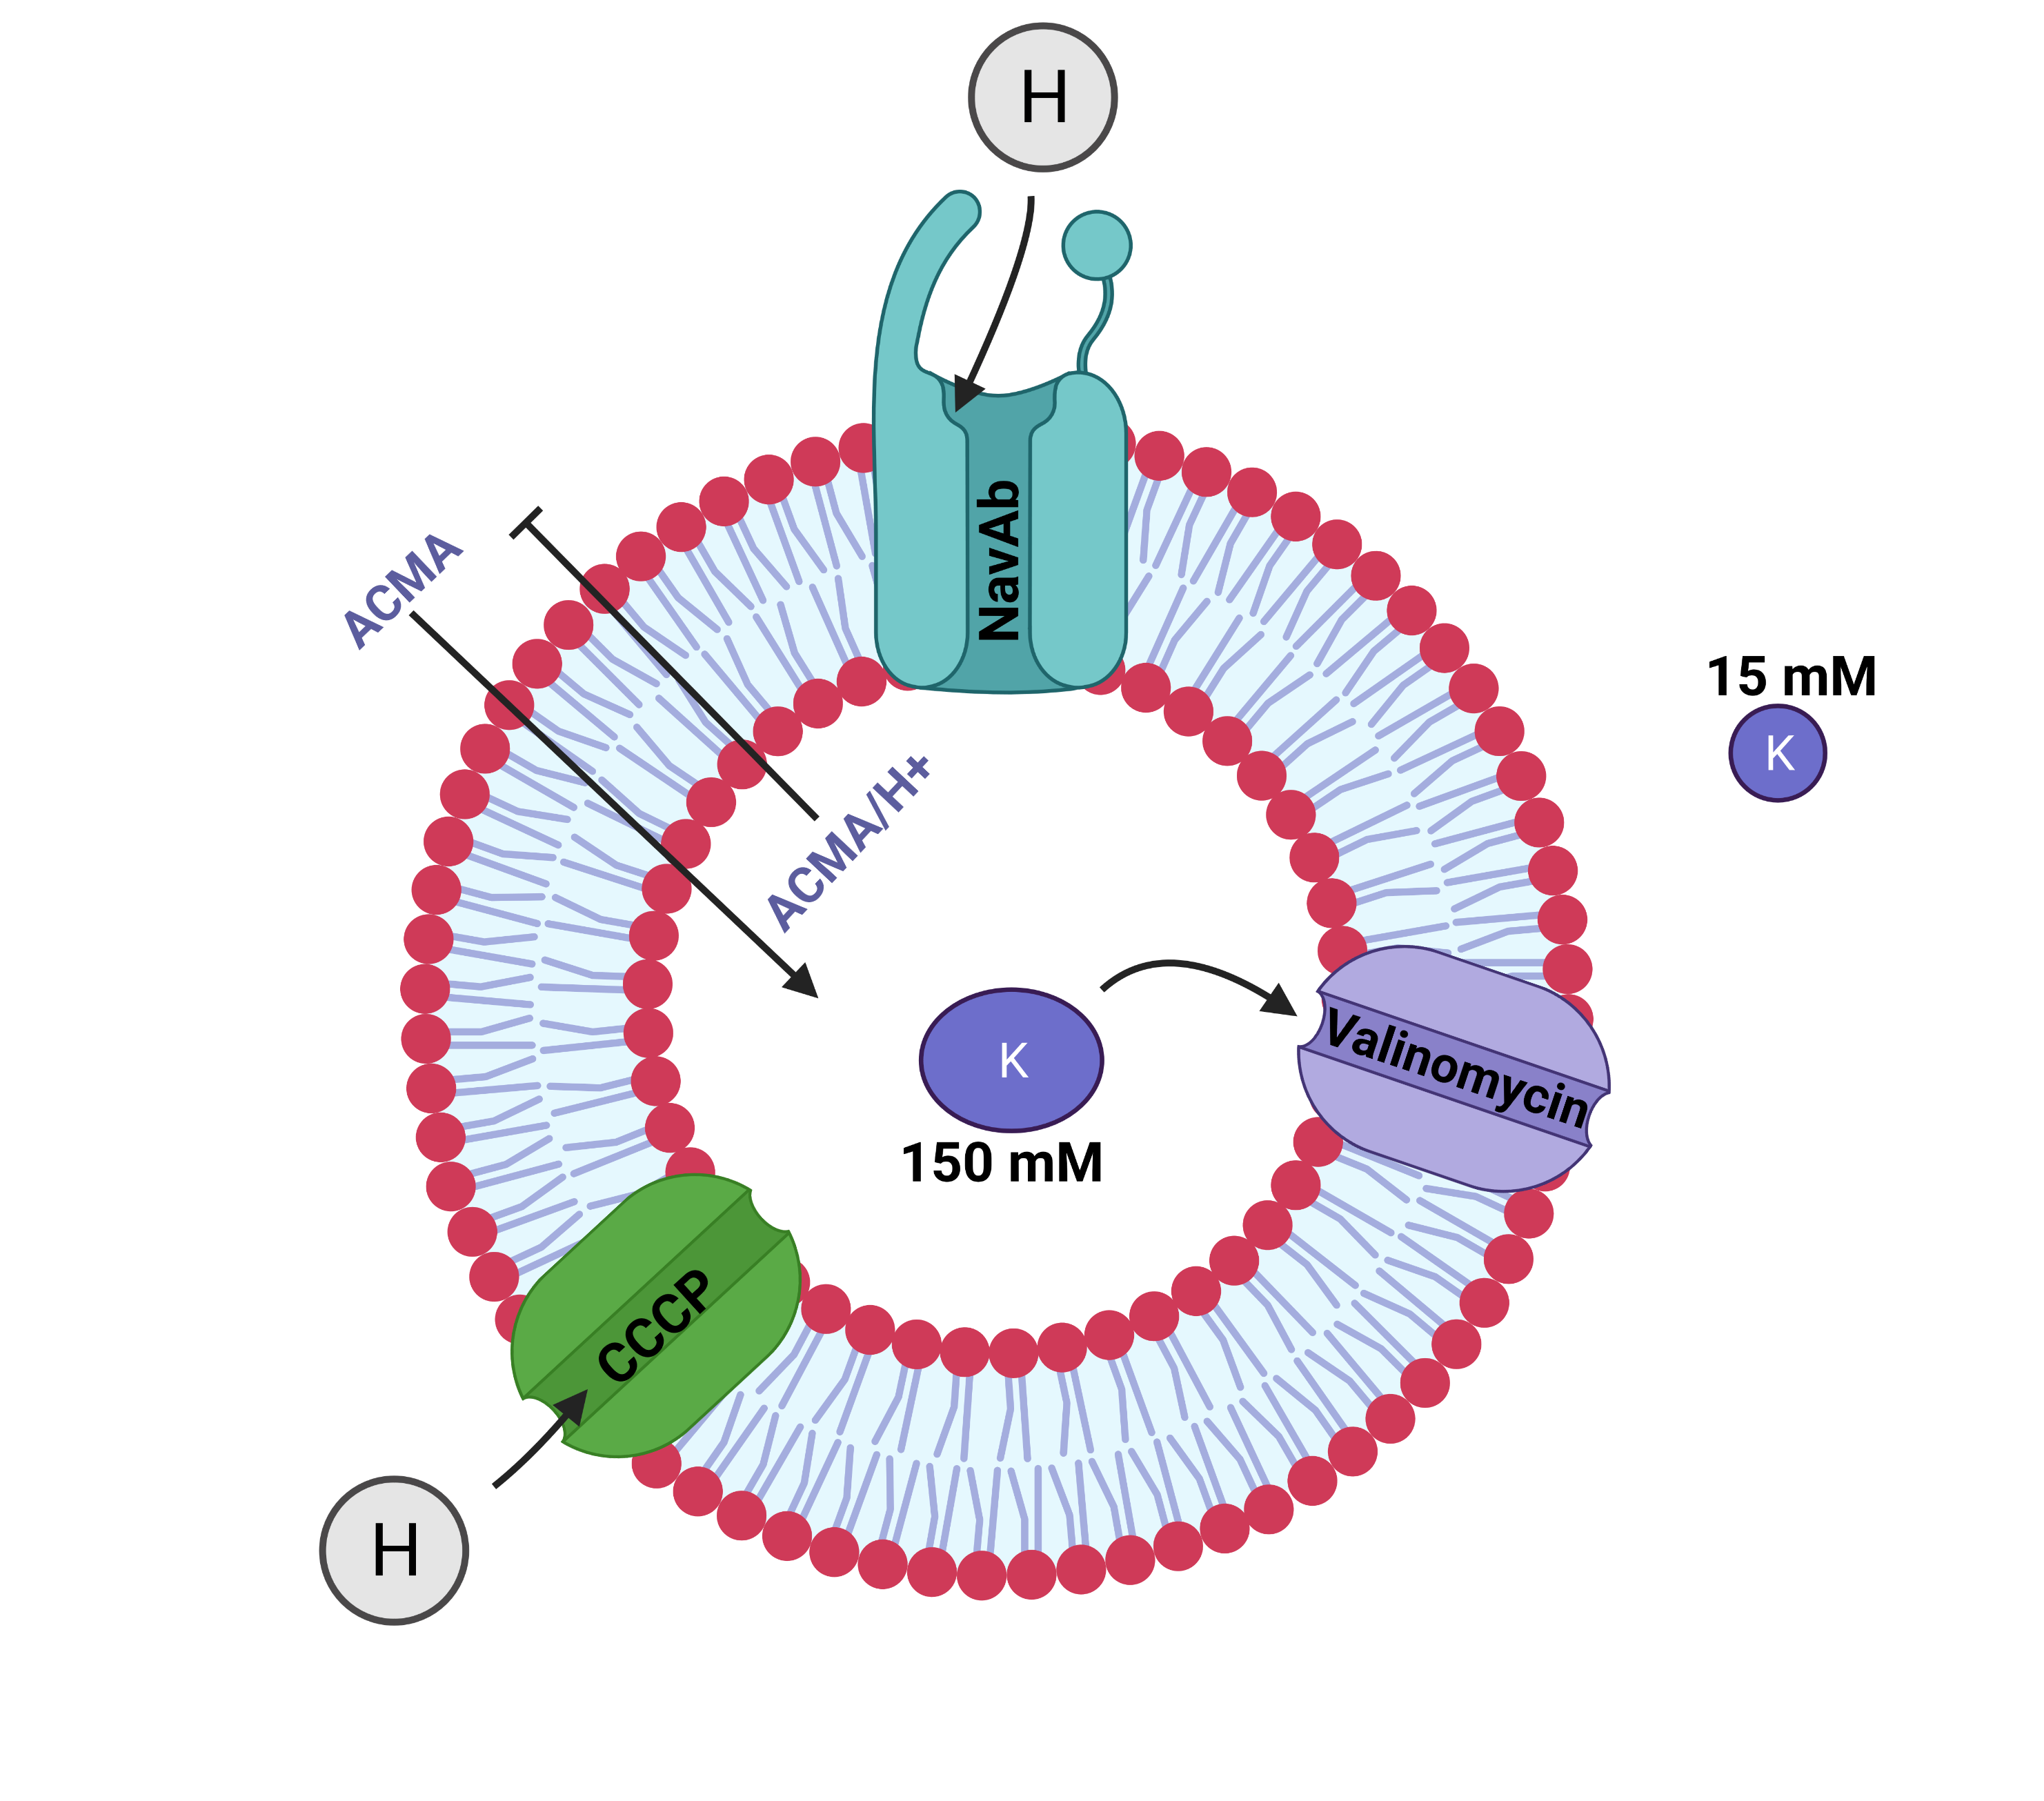 H
NavAb
ACMA
15 mM
K
ACMA/H+
K
150 mM
Valinomycin
CCCP
H